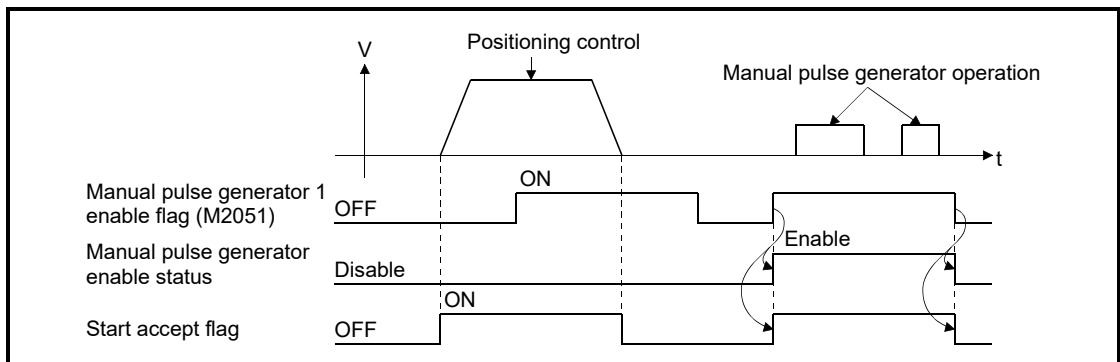 V
Positioning control
Manual pulse generator operation
t
Manual pulse generator 1
enable flag (M2051)
OFF
ON
Manual pulse generator
enable status
Disable
Enable
Start accept flag
OFF
ON